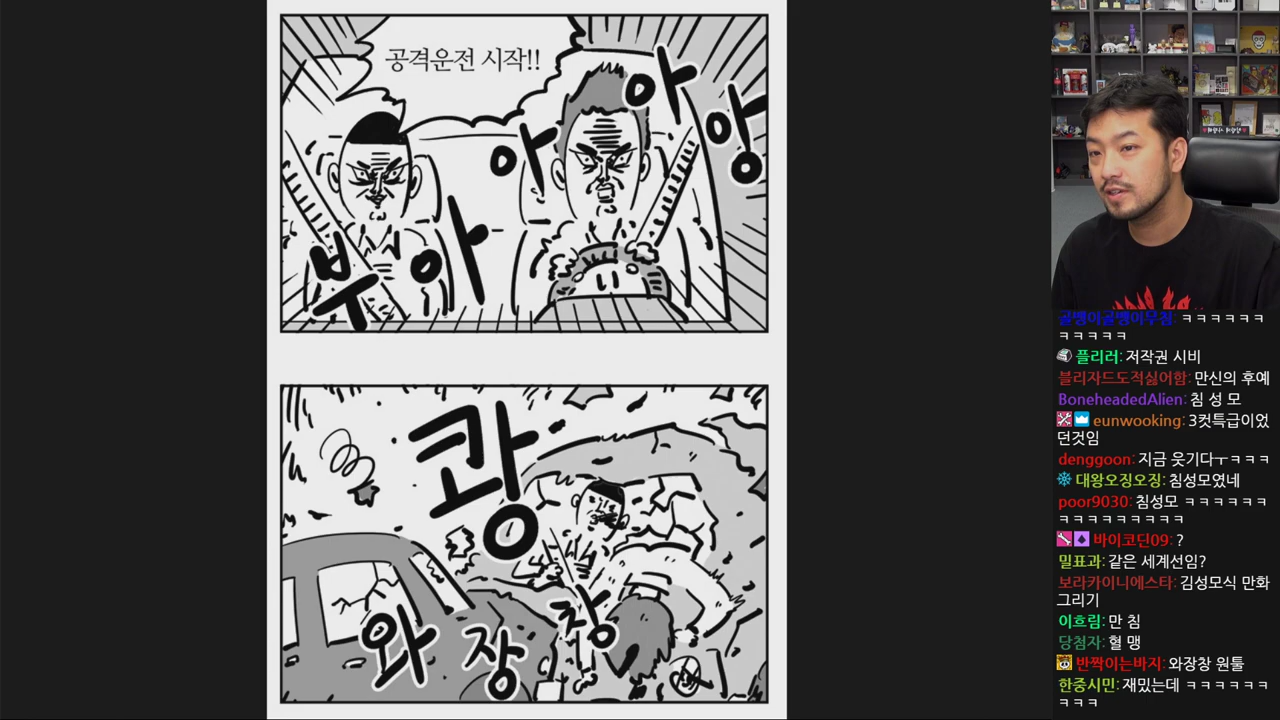 공격운전 시작!!
부아아아앙
쾅
와장창
골뱅이골뱅이무침: ㅋㅋㅋㅋㅋㅋ
ㅋㅋㅋㅋㅋ
플리러: 저작권 시비
블리자드도적싫어함: 만신의 후예
BoneheadedAlien: 침 성 모
eunwooking: 3컷특급이었
던것임
denggoon: 지금 웃기다ㅜㅋㅋㅋ
대왕오징오징: 침성모였네
poor9030: 침성모 ㅋㅋㅋㅋㅋㅋ
ㅋㅋㅋㅋㅋㅋㅋㅋㅋ
바이코딘09: ?
밀표과: 같은 세계선임?
보라카이니에스타: 김성모식 만화
그리기
이흐림: 만 침
당첨자: 혈 맹
반짝이는바지: 와장창 원툴
한중시민: 재밌는데 ㅋㅋㅋㅋㅋㅋ
ㅋㅋㅋ